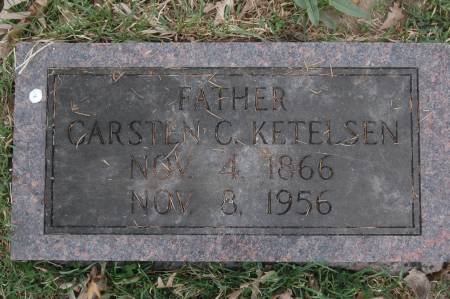 FATHER
CARSTEN C. KETELSEN
NOV. 4, 1866
NOV. 8, 1956